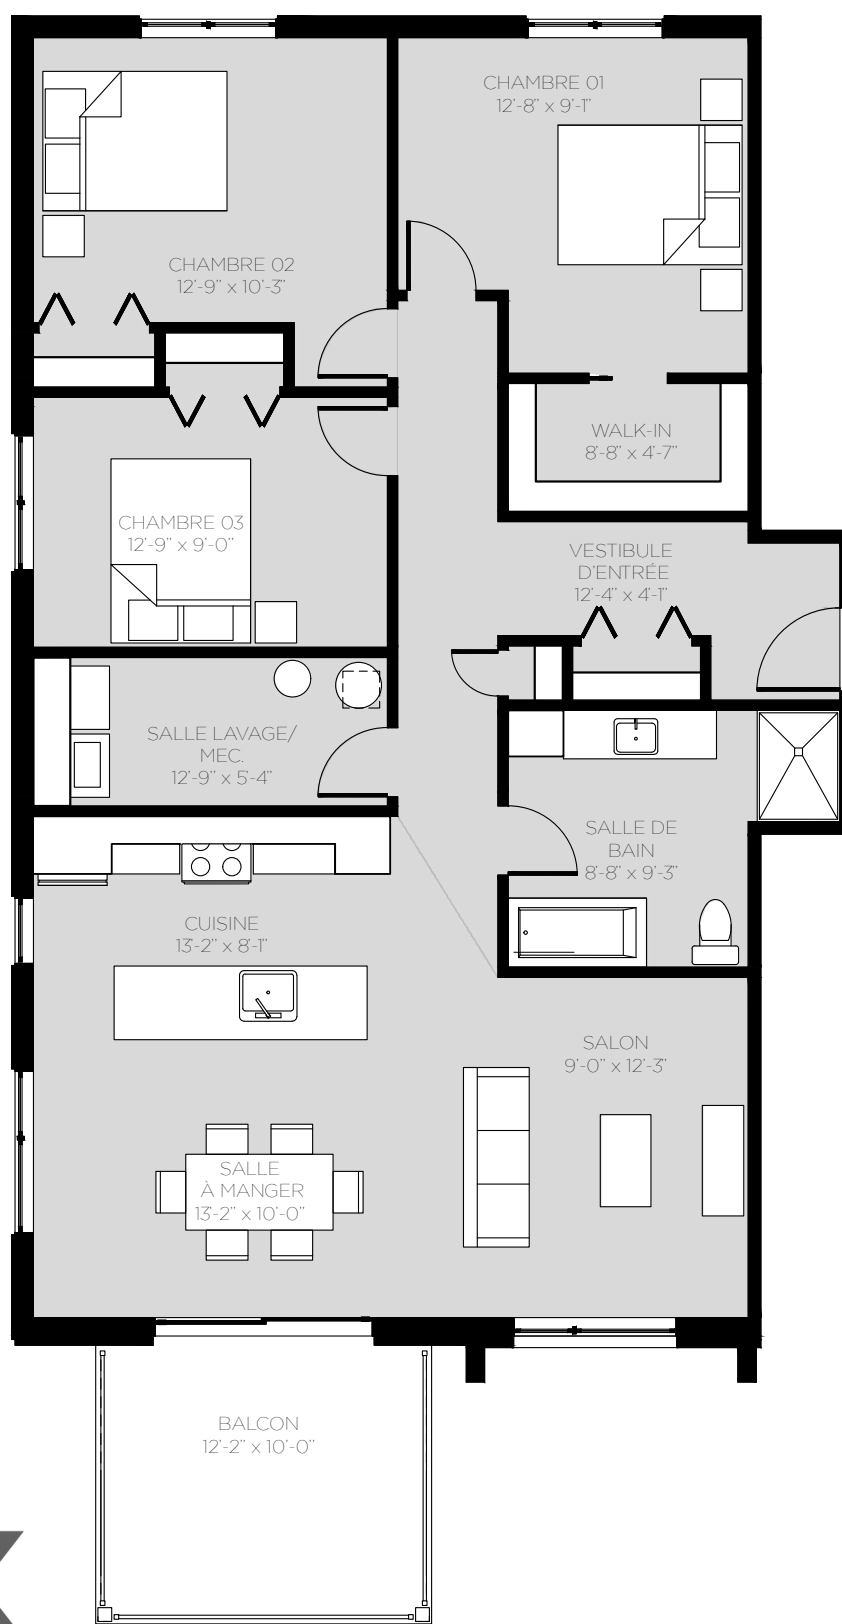 CHAMBRE 01
12'-8" x 9'-1"
CHAMBRE 02
12'-9" x 10'-3"
WALK-IN
8'-8" x 4'-7"
CHAMBRE 03
12'-9" x 9'-0"
VESTIBULE
D'ENTRÉE
12'-4" x 4'-1"
SALLE LAVAGE/
MEC.
12'-9" x 5'-4"
SALLE DE
BAIN
8'-8" x 9'-3"
CUISINE
13'-2" x 8'-1"
SALON
9'-0" x 12'-3"
SALLE
À MANGER
13'-2" x 10'-0"
BALCON
12'-2" x 10'-0"